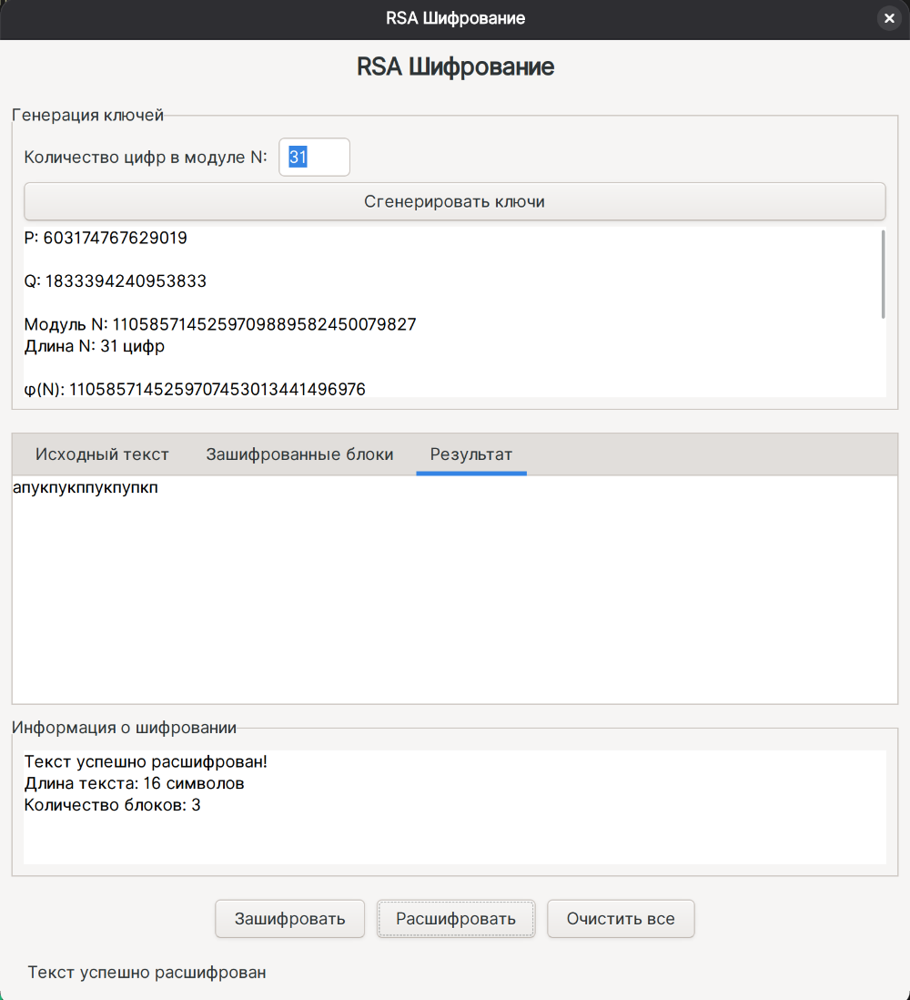 RSA Шифрование
RSA Шифрование
Генерация ключей
Количество цифр в модуле N: 31
Сгенерировать ключи
P: 603174767629019
Q: 1833394240953833
Модуль N: 1105857145259709889582450079827
Длина N: 31 цифр
φ(N): 1105857145259707453013441496976
Исходный текст Зашифрованные блоки Результат
апукпукппукпупкп
Информация о шифровании
Текст успешно расшифрован!
Длина текста: 16 символов
Количество блоков: 3
Зашифровать Расшифровать Очистить все
Текст успешно расшифрован